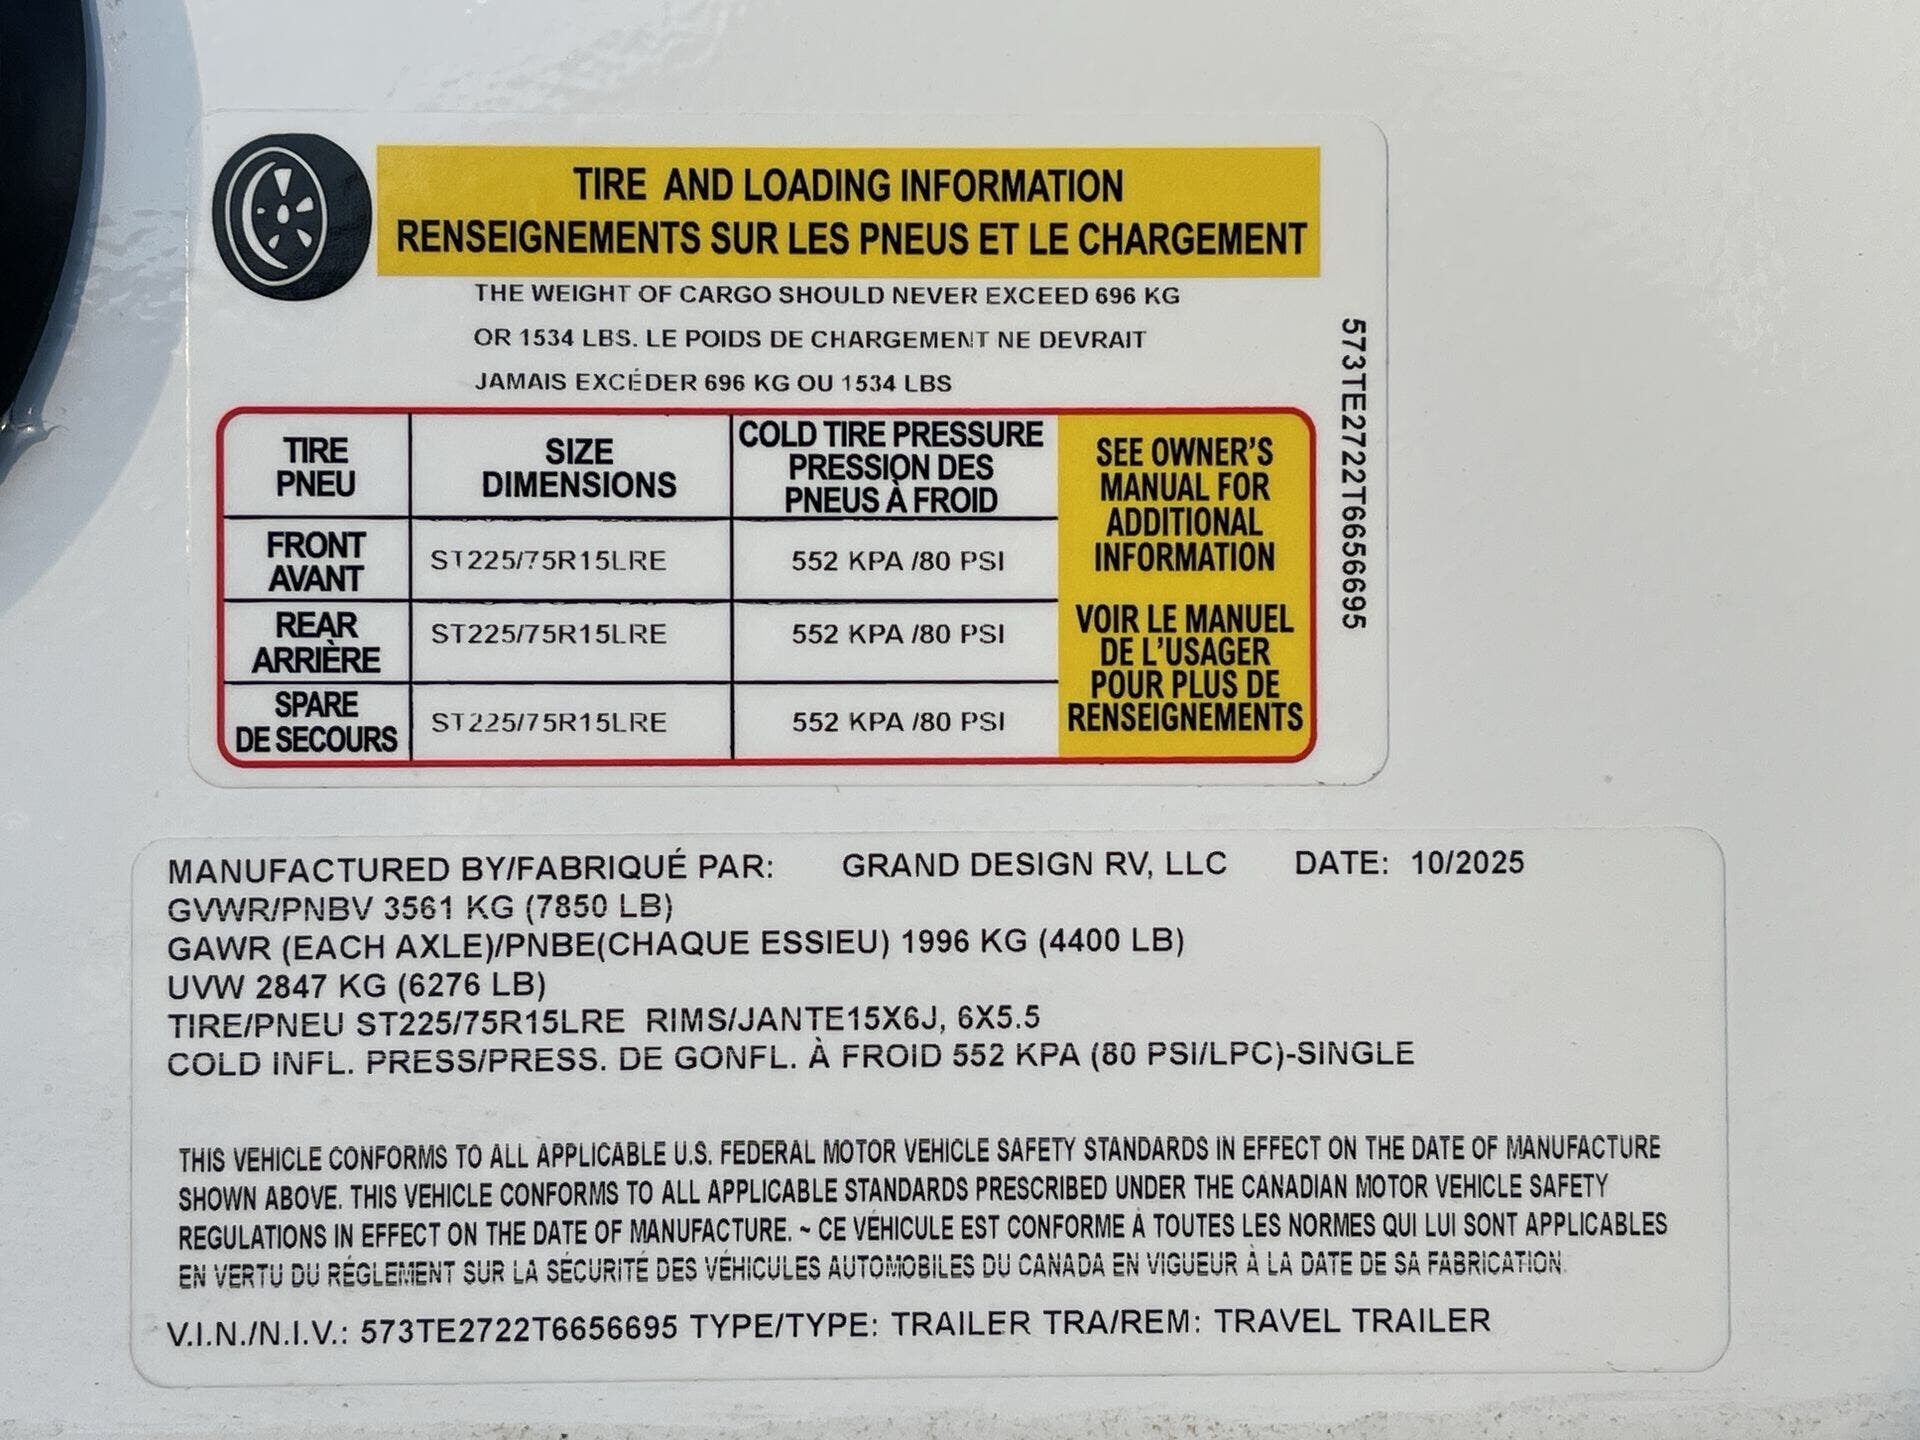 TIRE AND LOADING INFORMATION
RENSEIGNEMENTS SUR LES PNEUS ET LE CHARGEMENT
THE WEIGHT OF CARGO SHOULD NEVER EXCEED 696 KG
OR 1534 LBS. LE POIDS DE CHARGEMENT NE DEVRAIT
JAMAIS EXCÉDER 696 KG OU 1534 LBS
TIRE
PNEU
SIZE
DIMENSIONS
COLD TIRE PRESSURE
PRESSION DES
PNEUS À FROID
FRONT
AVANT
ST225/75R15LRE
552 KPA /80 PSI
REAR
ARRIÈRE
ST225/75R15LRE
552 KPA /80 PSI
SPARE
DE SECOURS
ST225/75R15LRE
552 KPA /80 PSI
SEE OWNER'S
MANUAL FOR
ADDITIONAL
INFORMATION
VOIR LE MANUEL
DE L'USAGER
POUR PLUS DE
RENSEIGNEMENTS
573TE2722T6656695
MANUFACTURED BY/FABRIQUÉ PAR: GRAND DESIGN RV, LLC DATE: 10/2025
GVWR/PNBV 3561 KG (7850 LB)
GAWR (EACH AXLE)/PNBE(CHAQUE ESSIEU) 1996 KG (4400 LB)
UVW 2847 KG (6276 LB)
TIRE/PNEU ST225/75R15LRE RIMS/JANTE15X6J, 6X5.5
COLD INFL. PRESS/PRESS. DE GONFL. À FROID 552 KPA (80 PSI/LPC)-SINGLE
THIS VEHICLE CONFORMS TO ALL APPLICABLE U.S. FEDERAL MOTOR VEHICLE SAFETY STANDARDS IN EFFECT ON THE DATE OF MANUFACTURE
SHOWN ABOVE. THIS VEHICLE CONFORMS TO ALL APPLICABLE STANDARDS PRESCRIBED UNDER THE CANADIAN MOTOR VEHICLE SAFETY
REGULATIONS IN EFFECT ON THE DATE OF MANUFACTURE. ~ CE VÉHICULE EST CONFORME À TOUTES LES NORMES QUI LUI SONT APPLICABLES
EN VERTU DU RÉGLEMENT SUR LA SÉCURITÉ DES VÉHICULES AUTOMOBILES DU CANADA EN VIGUEUR À LA DATE DE SA FABRICATION.
V.I.N./N.I.V.: 573TE2722T6656695 TYPE/TYPE: TRAILER TRA/REM: TRAVEL TRAILER